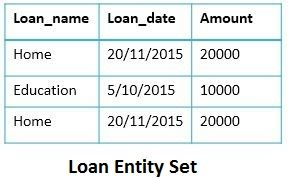 Loan_name Loan_date Amount
Home 20/11/2015 20000
Education 5/10/2015 10000
Home 20/11/2015 20000
Loan Entity Set